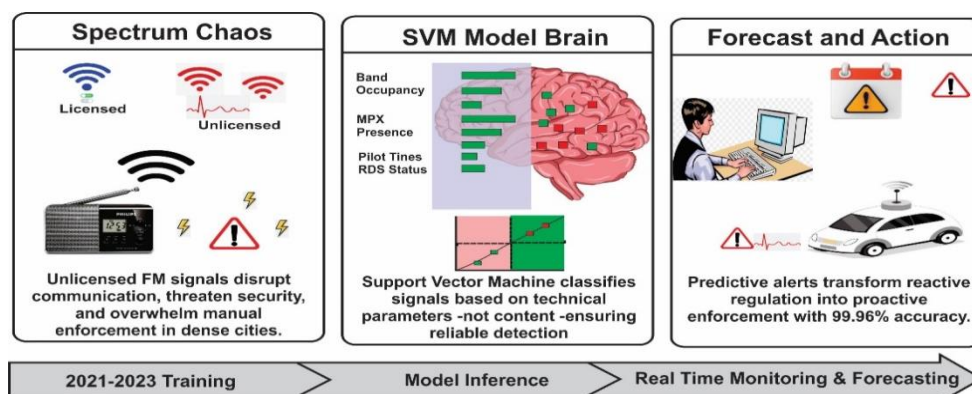 Spectrum Chaos
Licensed
Unlicensed
PHILIPS
Unlicensed FM signals disrupt
communication, threaten security,
and overwhelm manual
enforcement in dense cities.
SVM Model Brain
Band
Occupancy
MPX
Presence
Pilot Tines
RDS Status
Support Vector Machine classifies
signals based on technical
parameters -not content -ensuring
reliable detection
Forecast and Action
Predictive alerts transform reactive
regulation into proactive
enforcement with 99.96% accuracy.
2021-2023 Training
Model Inference
Real Time Monitoring & Forecasting